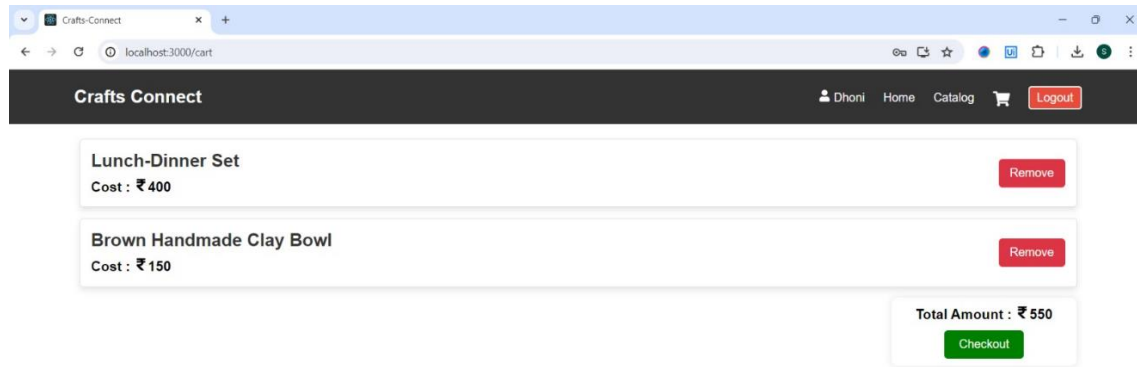 Crafts-Connect
localhost:3000/cart
Crafts Connect
Dhoni Home Catalog Logout
Lunch-Dinner Set
Cost : ₹ 400
Remove
Brown Handmade Clay Bowl
Cost : ₹ 150
Remove
Total Amount : ₹ 550
Checkout